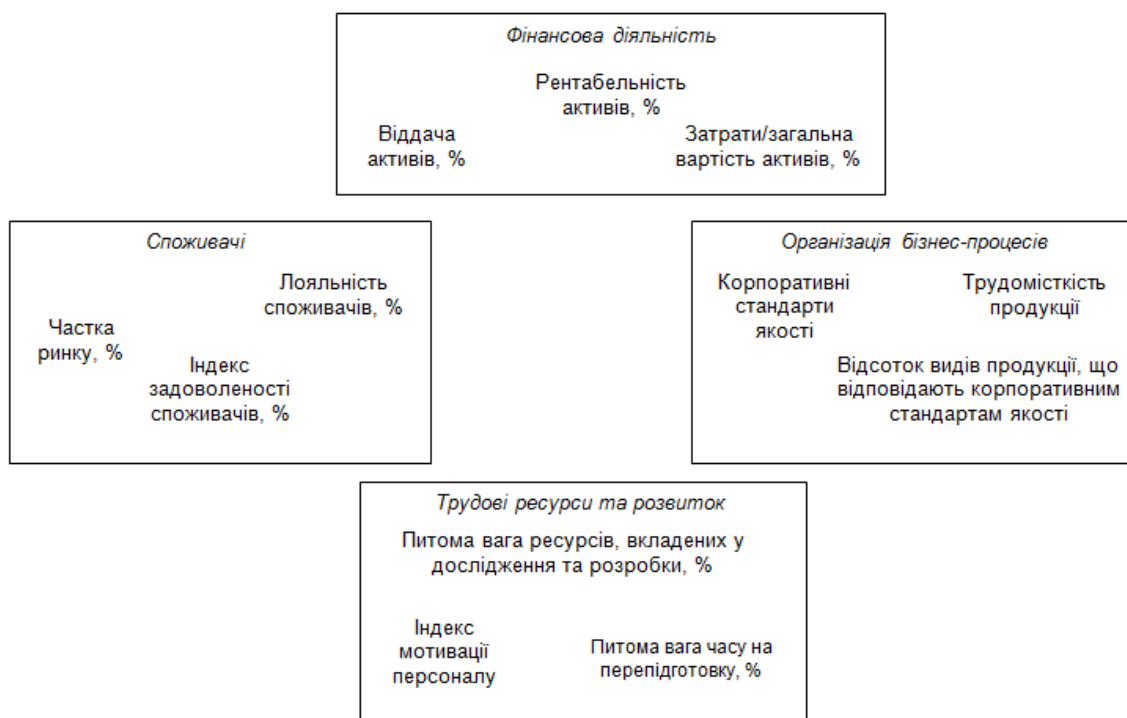 Фінансова діяльність
Рентабельність
активів, %
Віддача
активів, %
Затрати/загальна
вартість активів, %
Споживачі
Лояльність
споживачів, %
Частка
ринку, %
Індекс
задоволеності
споживачів, %
Організація бізнес-процесів
Корпоративні
стандарти
якості
Трудомісткість
продукції
Відсоток видів продукції, що
відповідають корпоративним
стандартам якості
Трудові ресурси та розвиток
Питома вага ресурсів, вкладених у
дослідження та розробки, %
Індекс
мотивації
персоналу
Питома вага часу на
перепідготовку, %